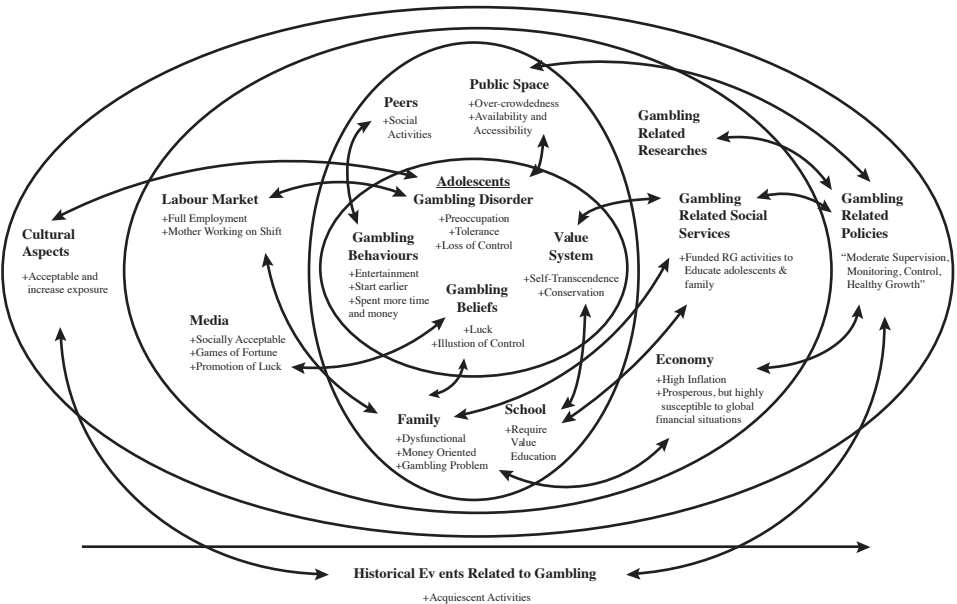 Public Space
+Over-crowdedness
+Availability and
Accessibility
Peers
+Social
Activities
Gambling
Related
Researches
Adolescents
Gambling Disorder
+Preoccupation
+Tolerance
+Loss of Control
Labour Market
+Full Employment
+Mother Working on Shift
Gambling
Related Social
Services
+Funded RG activities to
Educate adolescents &
family
Gambling
Related
Policies
“Moderate Supervision,
Monitoring, Control,
Healthy Growth”
Cultural
Aspects
+Acceptable and
increase exposure
Gambling
Behaviours
+Entertainment
+Start earlier
+Spent more time
and money
Value
System
+Self-Transcendence
+Conservation
Gambling
Beliefs
+Luck
+Illustion of Control
Media
+Socially Acceptable
+Games of Fortune
+Promotion of Luck
Economy
+High Inflation
+Prosperous, but highly
susceptible to global
financial situations
Family
+Dysfunctional
+Money Oriented
+Gambling Problem
School
+Require
Value
Education
Historical Ev ents Related to Gambling
+Acquiescent Activities